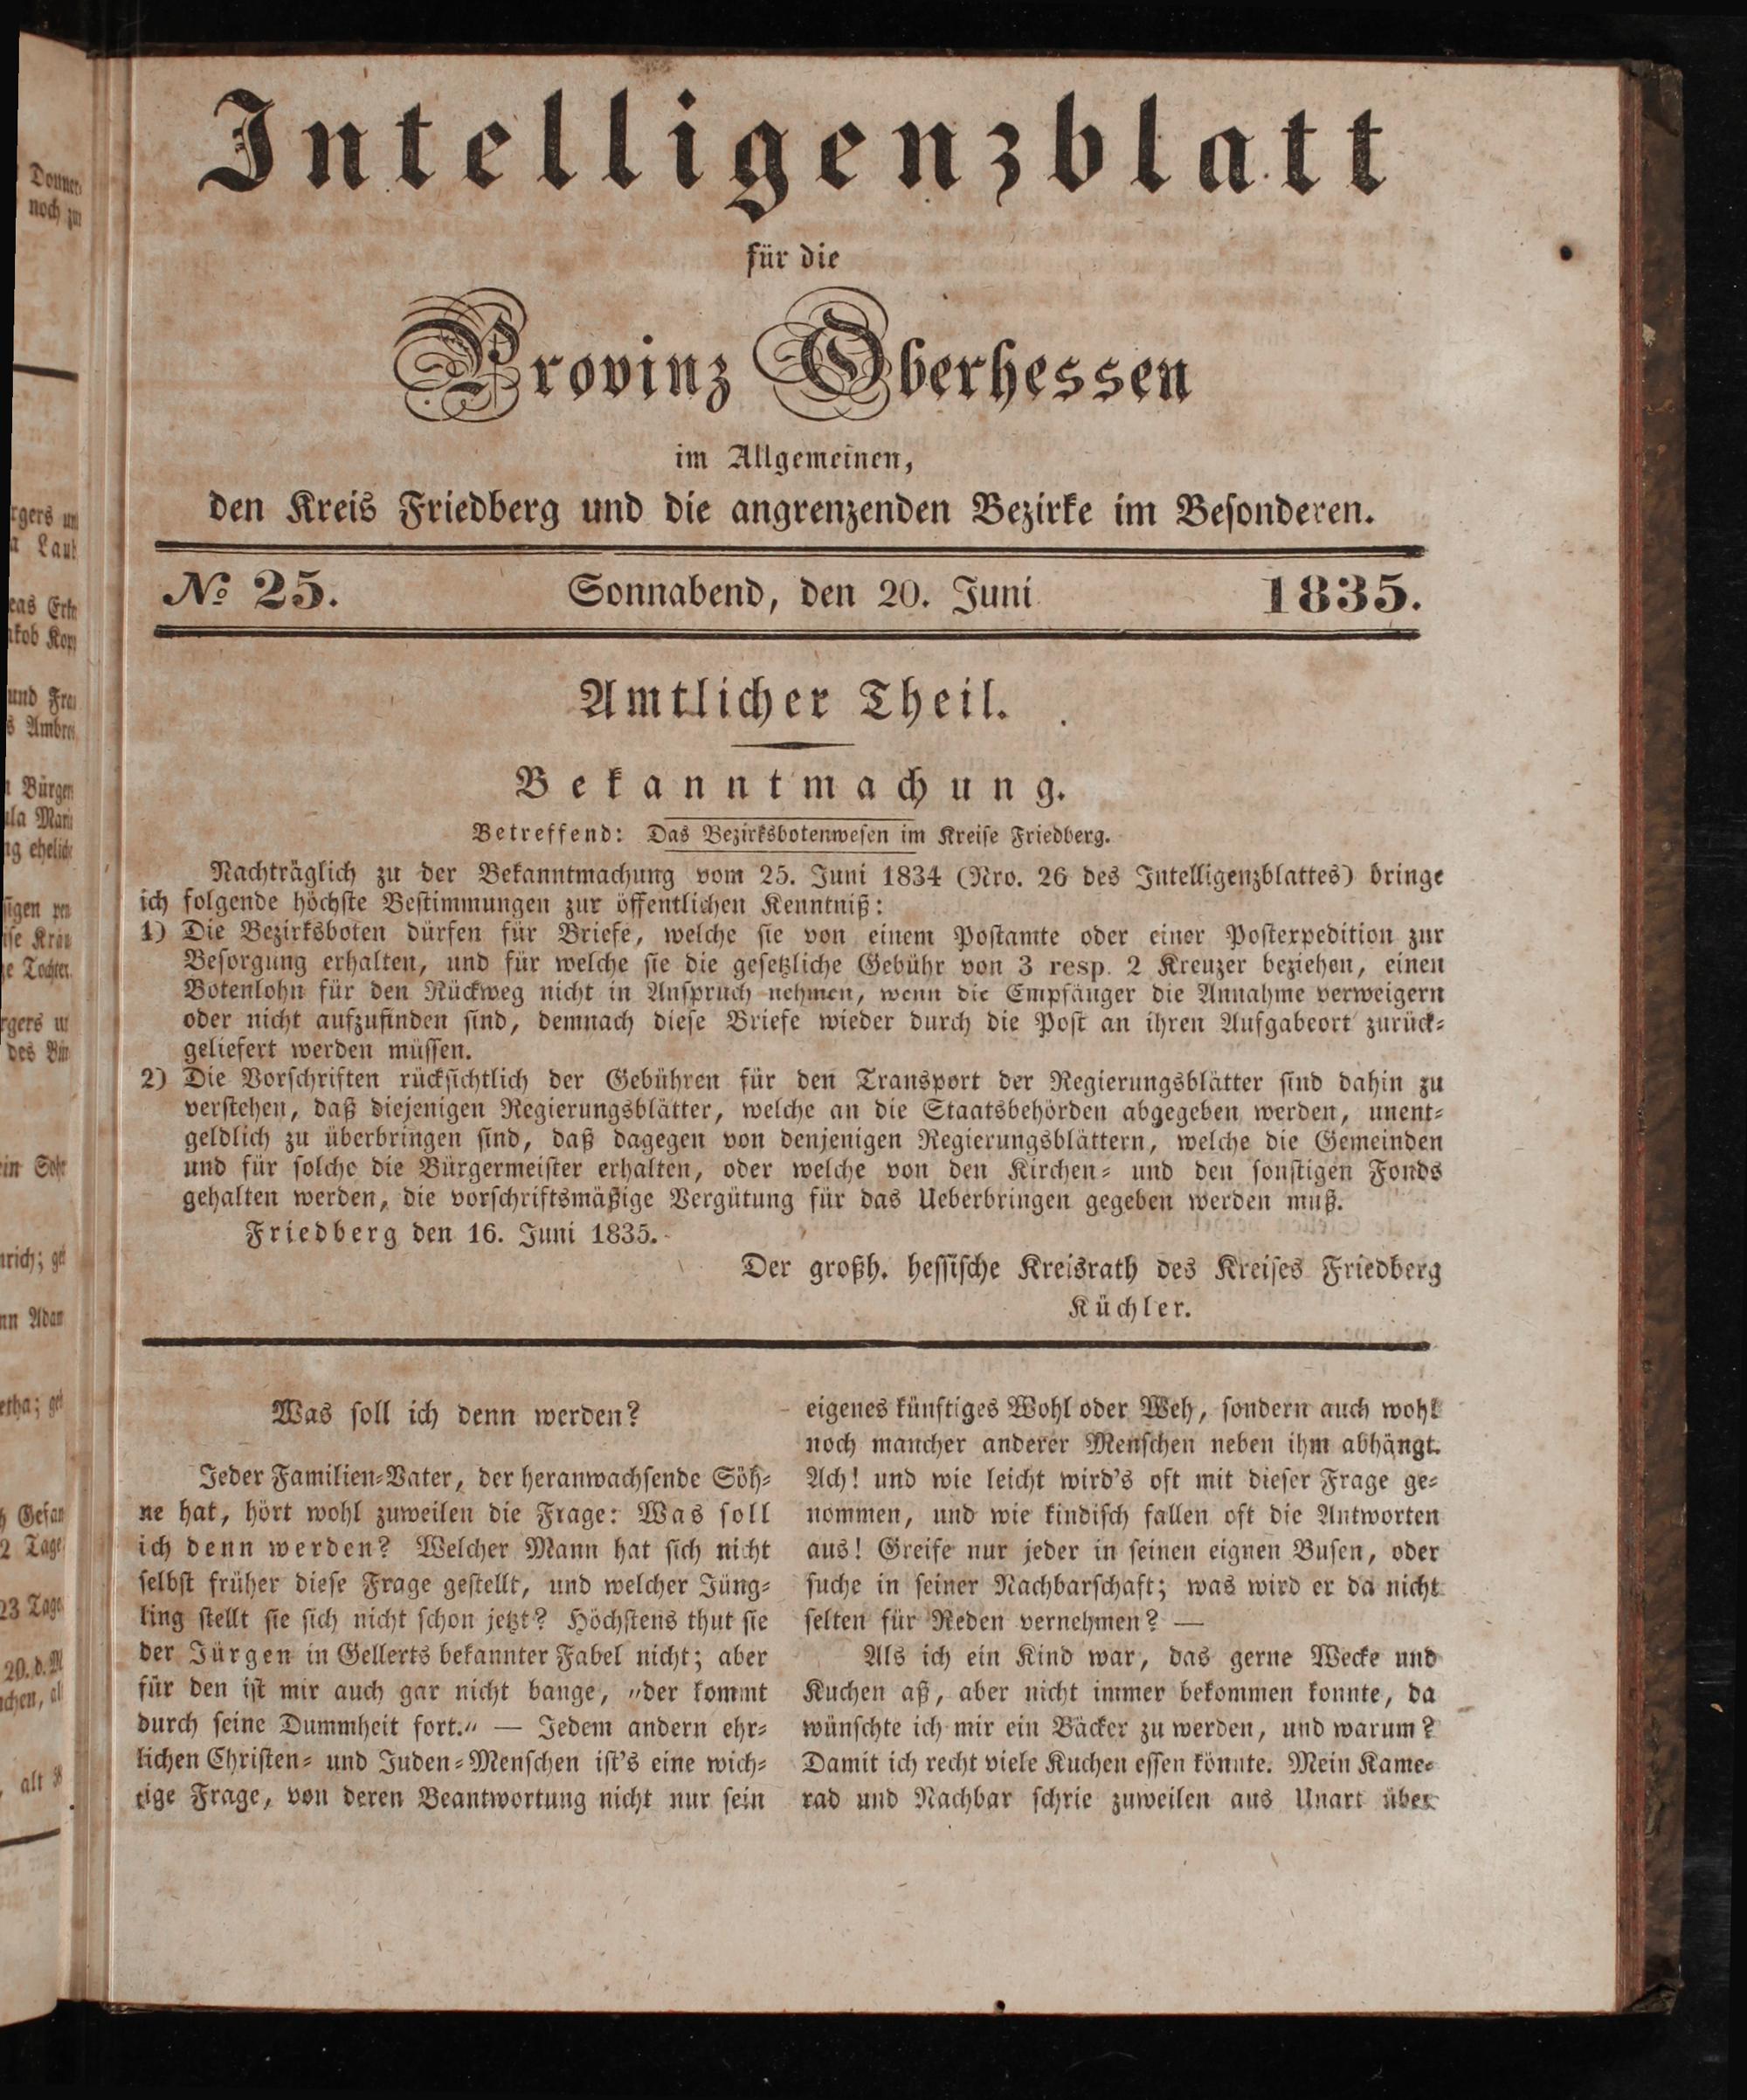 Intelligenzblatt
für die
Provinz Oberhessen
im Allgemeinen,
den Kreis Friedberg und die angrenzenden Bezirke im Besonderen.
No 25. Sonnabend, den 20. Juni 1835.
Amtlicher Theil.
Bekanntmachung.
Betreffend: Das Bezirksbotenwesen im Kreise Friedberg.
Nachträglich zu der Bekanntmachung vom 25. Juni 1834 (Nro. 26 des Intelligenzblattes) bringe
ich folgende höchste Bestimmungen zur öffentlichen Kenntniß:
1) Die Bezirksboten dürfen für Briefe, welche sie von einem Postamte oder einer Postexpedition zur
Besorgung erhalten, und für welche sie die gesetzliche Gebühr von 3 resp. 2 Kreuzer beziehen, einen
Botenlohn für den Rückweg nicht in Anspruch nehmen, wenn die Empfänger die Annahme verweigern
oder nicht aufzufinden sind, demnach diese Briefe wieder durch die Post an ihren Aufgabeort zurück-
geliefert werden müssen.
2) Die Vorschriften rücksichtlich der Gebühren für den Transport der Regierungsblätter sind dahin zu
verstehen, daß diejenigen Regierungsblätter, welche an die Staatsbehörden abgegeben werden, unent-
geldlich zu überbringen sind, daß dagegen von denjenigen Regierungsblättern, welche die Gemeinden
und für solche die Bürgermeister erhalten, oder welche von den Kirchen- und den sonstigen Fonds
gehalten werden, die vorschriftsmäßige Vergütung für das Ueberbringen gegeben werden muß.
Friedberg den 16. Juni 1835.
Der großh. hessische Kreisrath des Kreises Friedberg
Küchler.
Was soll ich denn werden?
Jeder Familien-Vater, der heranwachsende Söh-
ne hat, hört wohl zuweilen die Frage: Was soll
ich denn werden? Welcher Mann hat sich nicht
selbst früher diese Frage gestellt, und welcher Jüng-
ling stellt sie sich nicht schon jetzt? Höchstens thut sie
der Jürgen in Gellerts bekannter Fabel nicht; aber
für den ist mir auch gar nicht bange, „der kommt
durch seine Dummheit fort.“ — Jedem andern ehr-
lichen Christen- und Juden-Menschen ist's eine wich-
tige Frage, von deren Beantwortung nicht nur sein
eigenes künftiges Wohl oder Weh, sondern auch wohl
noch mancher anderer Menschen neben ihm abhängt.
Ach! und wie leicht wird's oft mit dieser Frage ge-
nommen, und wie kindisch fallen oft die Antworten
aus! Greife nur jeder in seinen eignen Busen, oder
suche in seiner Nachbarschaft; was wird er da nicht
selten für Reden vernehmen? —
Als ich ein Kind war, das gerne Wecke und
Kuchen aß, aber nicht immer bekommen konnte, da
wünschte ich mir ein Bäcker zu werden, und warum?
Damit ich recht viele Kuchen essen könnte. Mein Kame-
rad und Nachbar schrie zuweilen aus Unart über